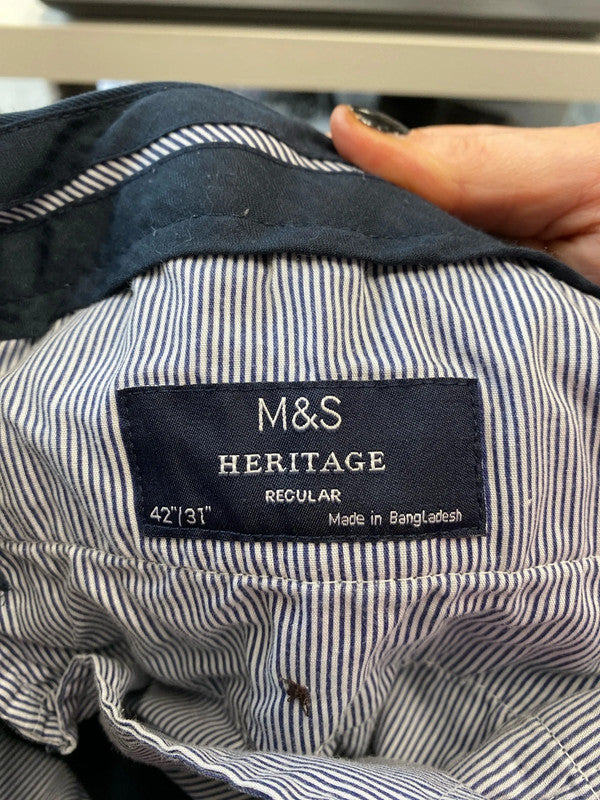 M&S
HERITAGE
REGULAR
42"/31"
Made in Bangladesh